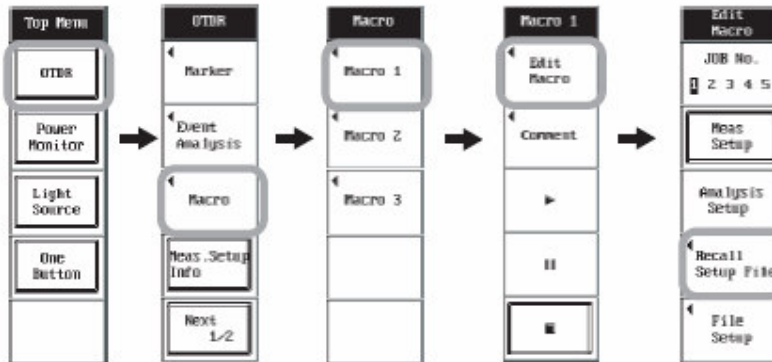 Top Menu
OTDR
Power
Monitor
Light
Source
One
Button
OTDR
Marker
Event
Analysis
Macro
Meas.Setup
Info
Next
1/2
Macro
Macro 1
Macro 2
Macro 3
Macro 1
Edit
Macro
Comment
Edit
Macro
JOB No.
1 2 3 4 5
Meas
Setup
Analysis
Setup
Recall
Setup File
File
Setup